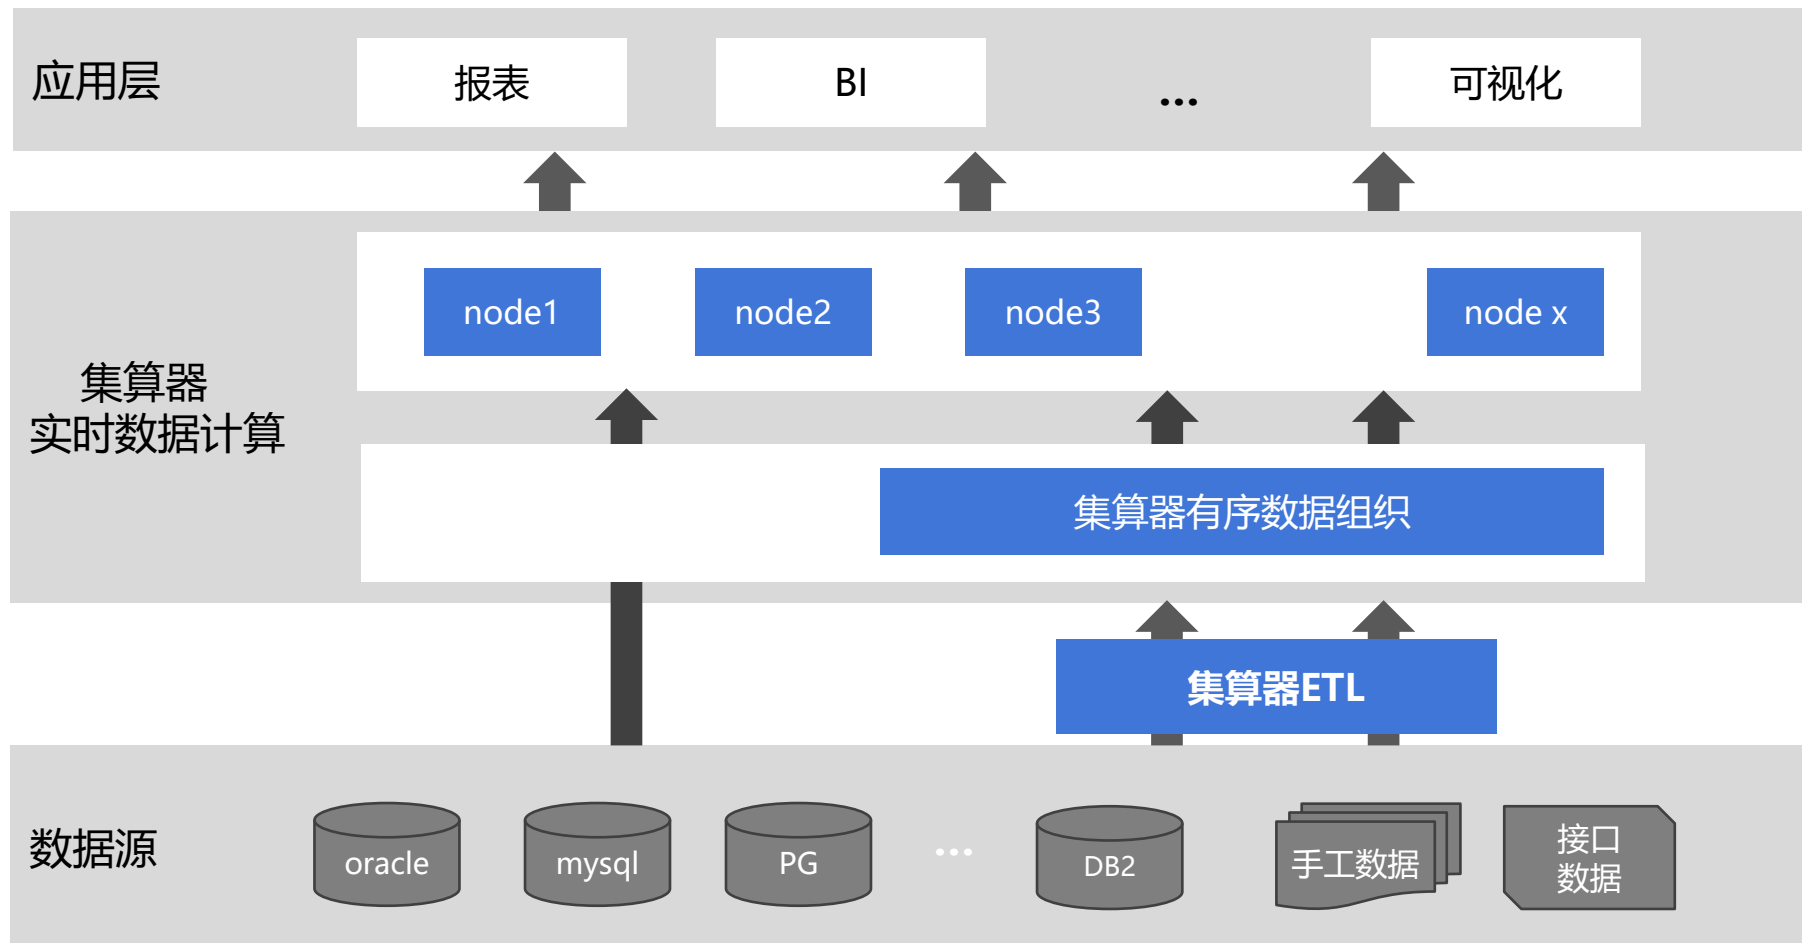 应用层
报表
BI
...
可视化
node1
node2
node3
node x
集算器
实时数据计算
集算器有序数据组织
集算器ETL
数据源
oracle
mysql
PG
...
DB2
手工数据
接口
数据